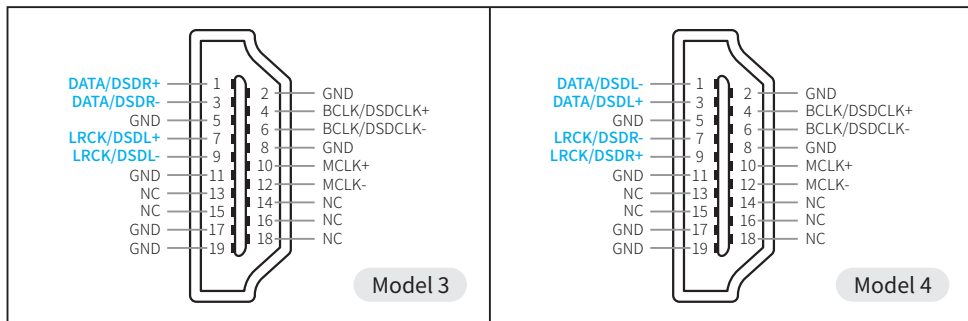 DATA/DSDR+ 1
2 GND
DATA/DSDR- 3
4 BCLK/DSDCLK+
GND 5
6 BCLK/DSDCLK-
LRCK/DSDL+ 7
8 GND
LRCK/DSDL- 9
10 MCLK+
GND 11
12 MCLK-
NC 13
14 NC
NC 15
16 NC
GND 17
18 NC
GND 19
Model 3
DATA/DSDL- 1
2 GND
DATA/DSDL+ 3
4 BCLK/DSDCLK+
GND 5
6 BCLK/DSDCLK-
LRCK/DSDR- 7
8 GND
LRCK/DSDR+ 9
10 MCLK+
GND 11
12 MCLK-
NC 13
14 NC
NC 15
16 NC
GND 17
18 NC
GND 19
Model 4